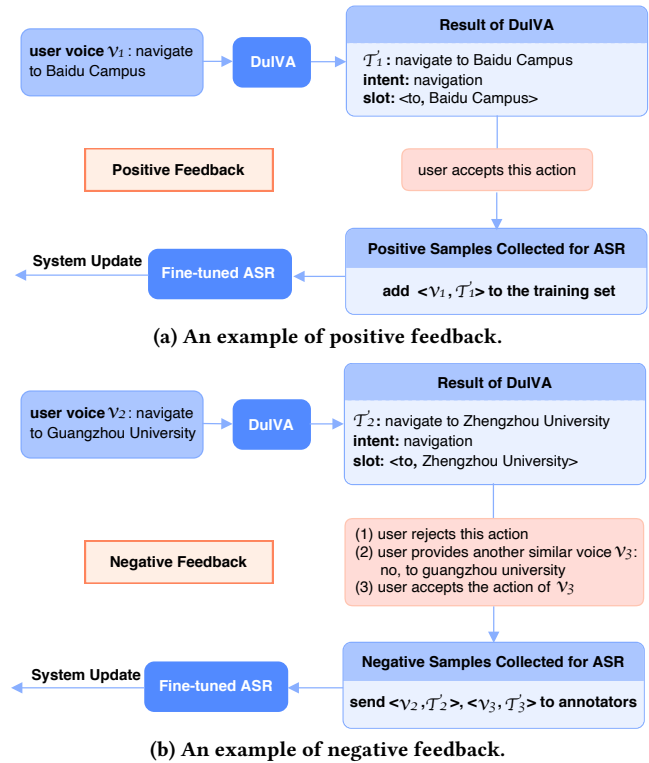 user voice 𝒱1 : navigate
to Baidu Campus
DuIVA
Result of DuIVA
𝒯1 : navigate to Baidu Campus
intent: navigation
slot: <to, Baidu Campus>
Positive Feedback
user accepts this action
System Update
Fine-tuned ASR
Positive Samples Collected for ASR
add <𝒱1, 𝒯1> to the training set
(a) An example of positive feedback.
user voice 𝒱2 : navigate
to Guangzhou University
DuIVA
Result of DuIVA
𝒯2 : navigate to Zhengzhou University
intent: navigation
slot: <to, Zhengzhou University>
Negative Feedback
(1) user rejects this action
(2) user provides another similar voice 𝒱3:
no, to guangzhou university
(3) user accepts the action of 𝒱3
System Update
Fine-tuned ASR
Negative Samples Collected for ASR
send <𝒱2, 𝒯2>, <𝒱3, 𝒯3> to annotators
(b) An example of negative feedback.